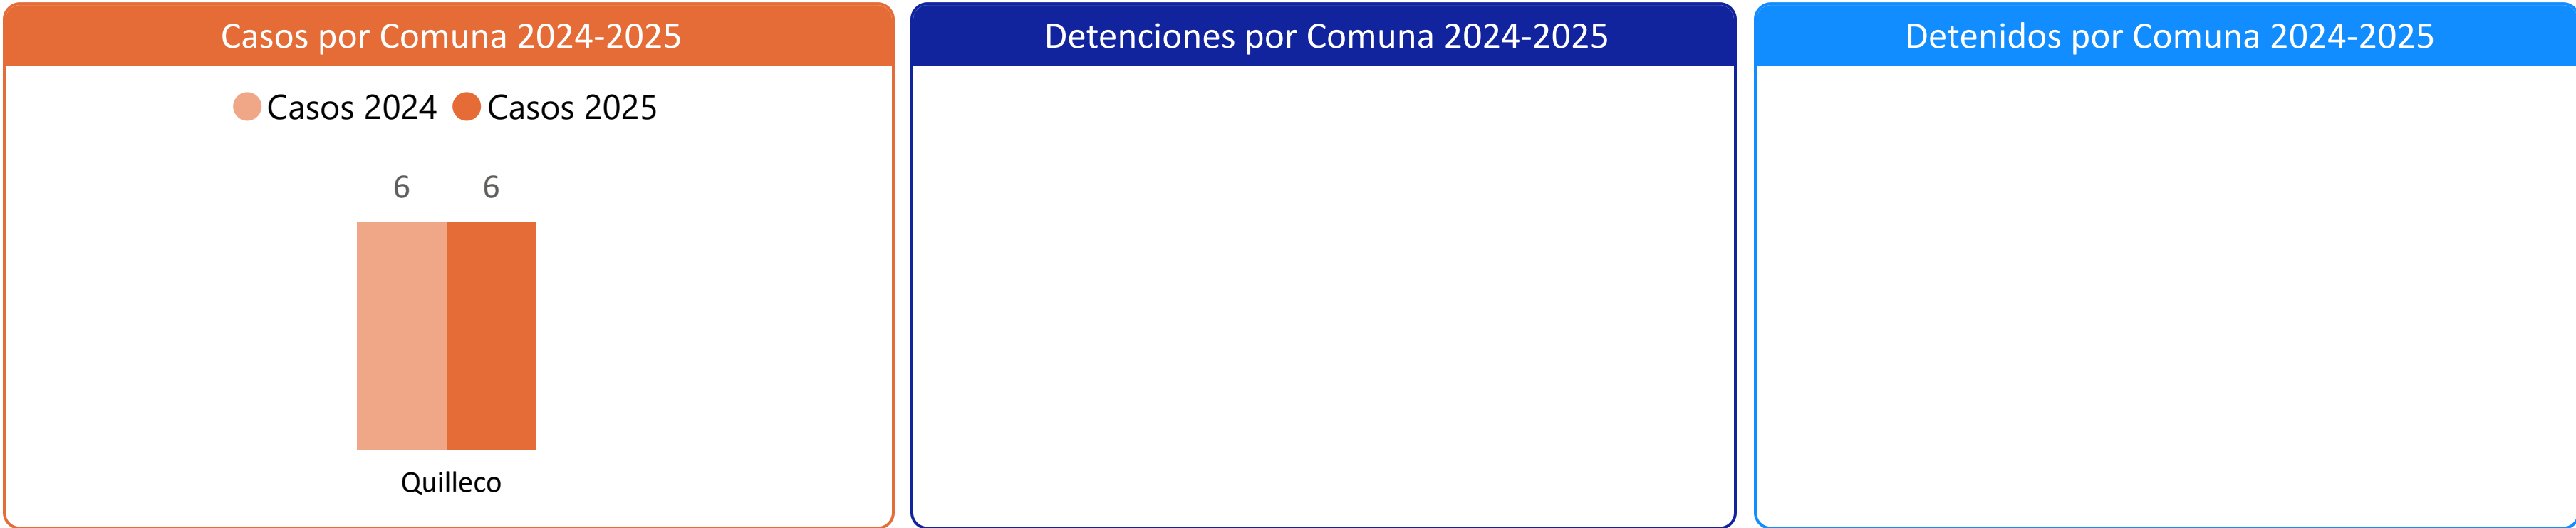 Casos por Comuna 2024-2025
Casos 2024 Casos 2025
6 6
Quilleco
Detenciones por Comuna 2024-2025
Detenidos por Comuna 2024-2025